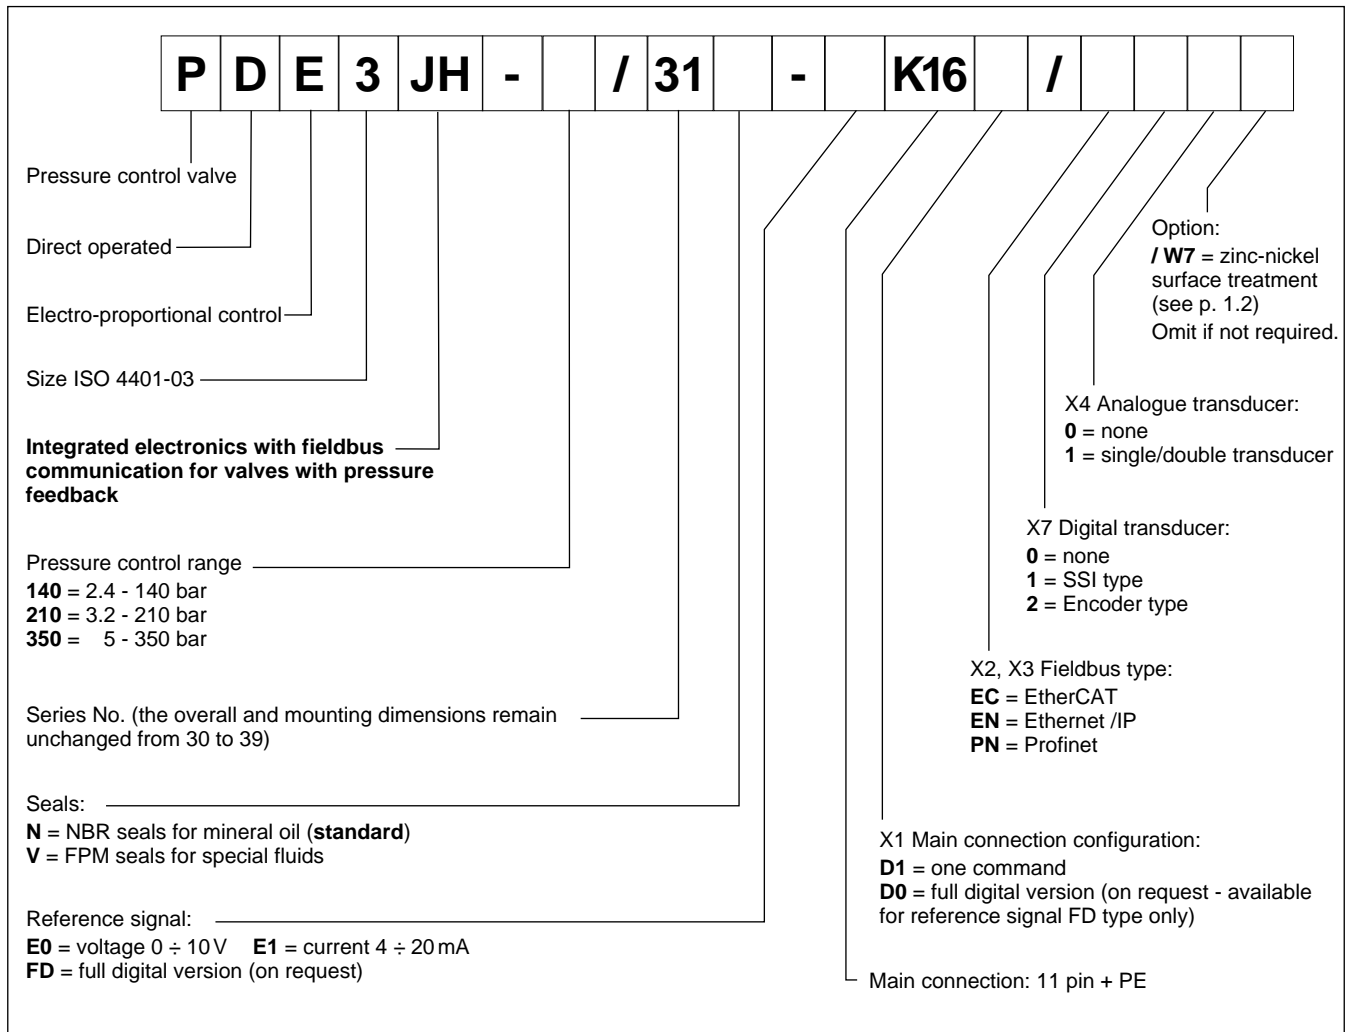 P D E 3 JH - / 31 - K16 /
Pressure control valve
Direct operated
Electro-proportional control
Size ISO 4401-03
Integrated electronics with fieldbus
communication for valves with pressure
feedback
Pressure control range
140 = 2.4 - 140 bar
210 = 3.2 - 210 bar
350 = 5 - 350 bar
Series No. (the overall and mounting dimensions remain
unchanged from 30 to 39)
Seals:
N = NBR seals for mineral oil (standard)
V = FPM seals for special fluids
Reference signal:
E0 = voltage 0 ÷ 10 V E1 = current 4 ÷ 20 mA
FD = full digital version (on request)
Option:
/ W7 = zinc-nickel
surface treatment
(see p. 1.2)
Omit if not required.
X4 Analogue transducer:
0 = none
1 = single/double transducer
X7 Digital transducer:
0 = none
1 = SSI type
2 = Encoder type
X2, X3 Fieldbus type:
EC = EtherCAT
EN = Ethernet /IP
PN = Profinet
X1 Main connection configuration:
D1 = one command
D0 = full digital version (on request - available
for reference signal FD type only)
Main connection: 11 pin + PE